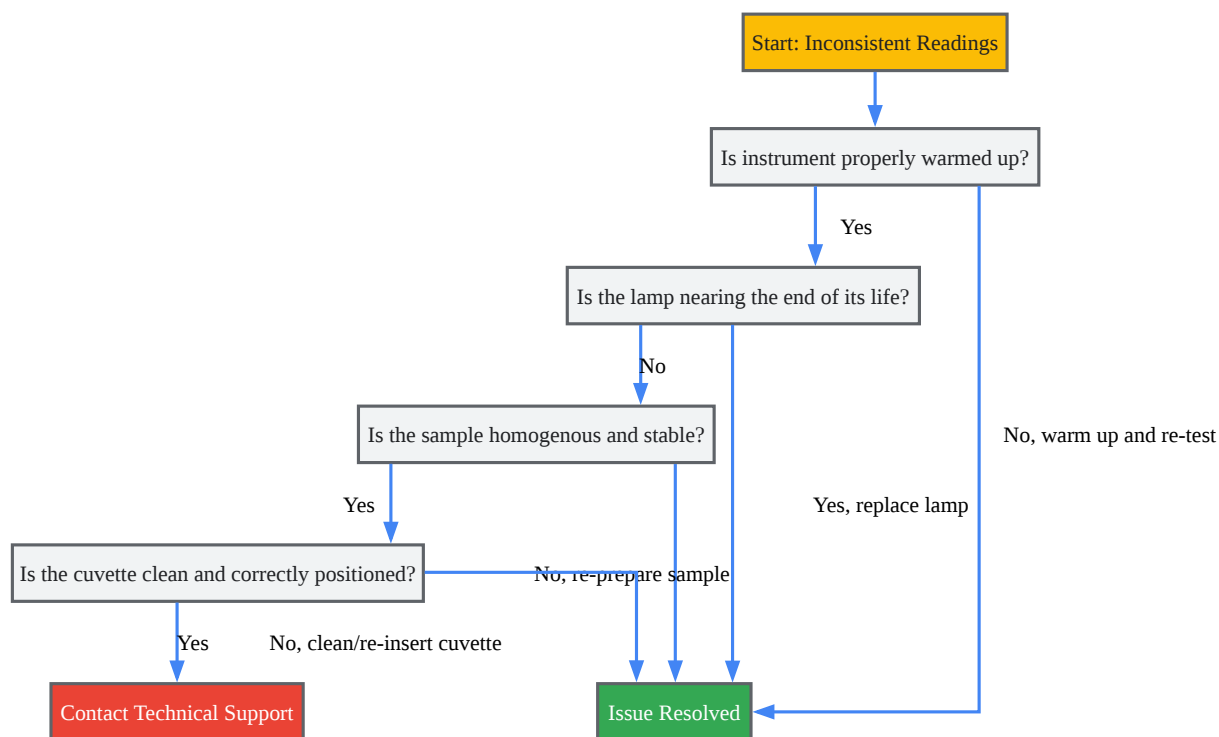 Start: Inconsistent Readings
Is instrument properly warmed up?
Yes
Is the lamp nearing the end of its life?
No
Is the sample homogenous and stable?
No, warm up and re-test
Yes
Yes, replace lamp
Is the cuvette clean and correctly positioned?
No, re-prepare sample
Yes
No, clean/re-insert cuvette
Contact Technical Support
Issue Resolved